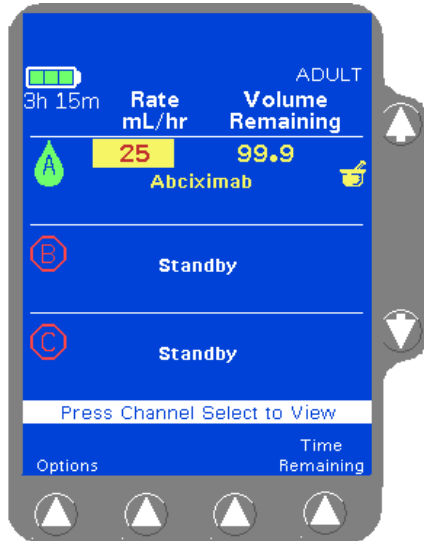 ADULT
3h 15m Rate Volume
mL/hr Remaining
A 25 99.9
Abciximab
B Standby
C Standby
Press Channel Select to View
Time
Options Remaining